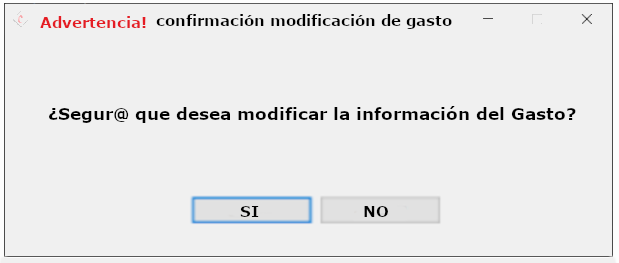 Advertencia! confirmación modificación de gasto
¿Segur@ que desea modificar la información del Gasto?
SI NO